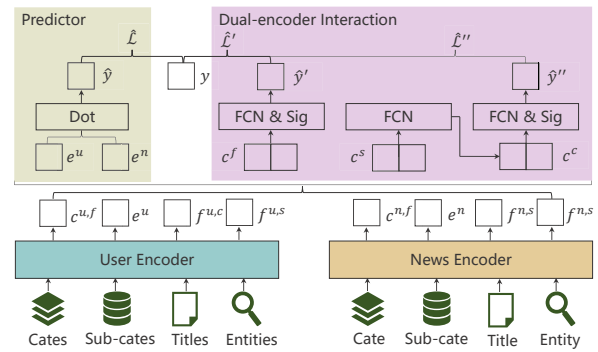 Predictor
Dual-encoder Interaction
ℒ̂ ℒ̂′ ℒ̂′′
ŷ y ŷ′ ŷ′′
Dot FCN & Sig FCN FCN & Sig
e^u e^n c^f c^s c^c
c^{u,f} e^u f^{u,c} f^{u,s} c^{n,f} e^n f^{n,s} f^{n,s}
User Encoder News Encoder
Cates Sub-cates Titles Entities Cate Sub-cate Title Entity